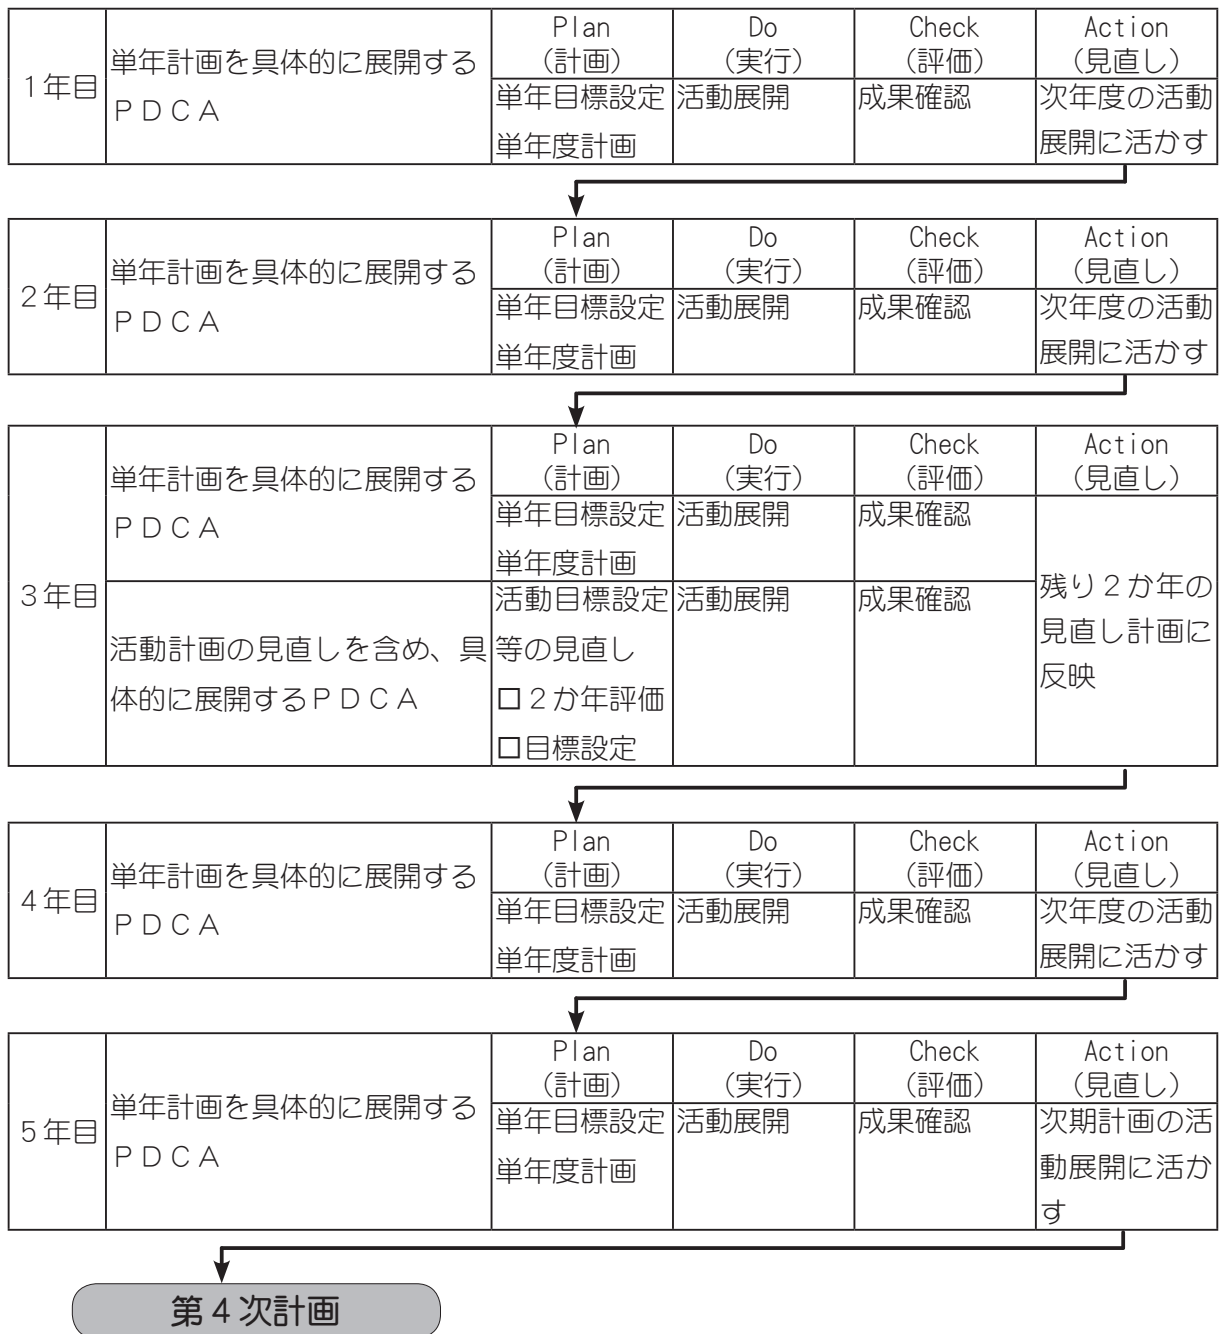 1年目
単年計画を具体的に展開する
ＰＤＣＡ
Plan
(計画)
Do
(実行)
Check
(評価)
Action
(見直し)
単年目標設定
単年度計画
活動展開
成果確認
次年度の活動
展開に活かす
2年目
単年計画を具体的に展開する
ＰＤＣＡ
Plan
(計画)
Do
(実行)
Check
(評価)
Action
(見直し)
単年目標設定
単年度計画
活動展開
成果確認
次年度の活動
展開に活かす
3年目
単年計画を具体的に展開する
ＰＤＣＡ
Plan
(計画)
Do
(実行)
Check
(評価)
Action
(見直し)
単年目標設定
単年度計画
活動展開
成果確認
活動計画の見直しを含め、具
体的に展開するＰＤＣＡ
活動目標設定
等の見直し
□２か年評価
□目標設定
活動展開
成果確認
残り２か年の
見直し計画に
反映
4年目
単年計画を具体的に展開する
ＰＤＣＡ
Plan
(計画)
Do
(実行)
Check
(評価)
Action
(見直し)
単年目標設定
単年度計画
活動展開
成果確認
次年度の活動
展開に活かす
5年目
単年計画を具体的に展開する
ＰＤＣＡ
Plan
(計画)
Do
(実行)
Check
(評価)
Action
(見直し)
単年目標設定
単年度計画
活動展開
成果確認
次期計画の活
動展開に活か
す
第４次計画